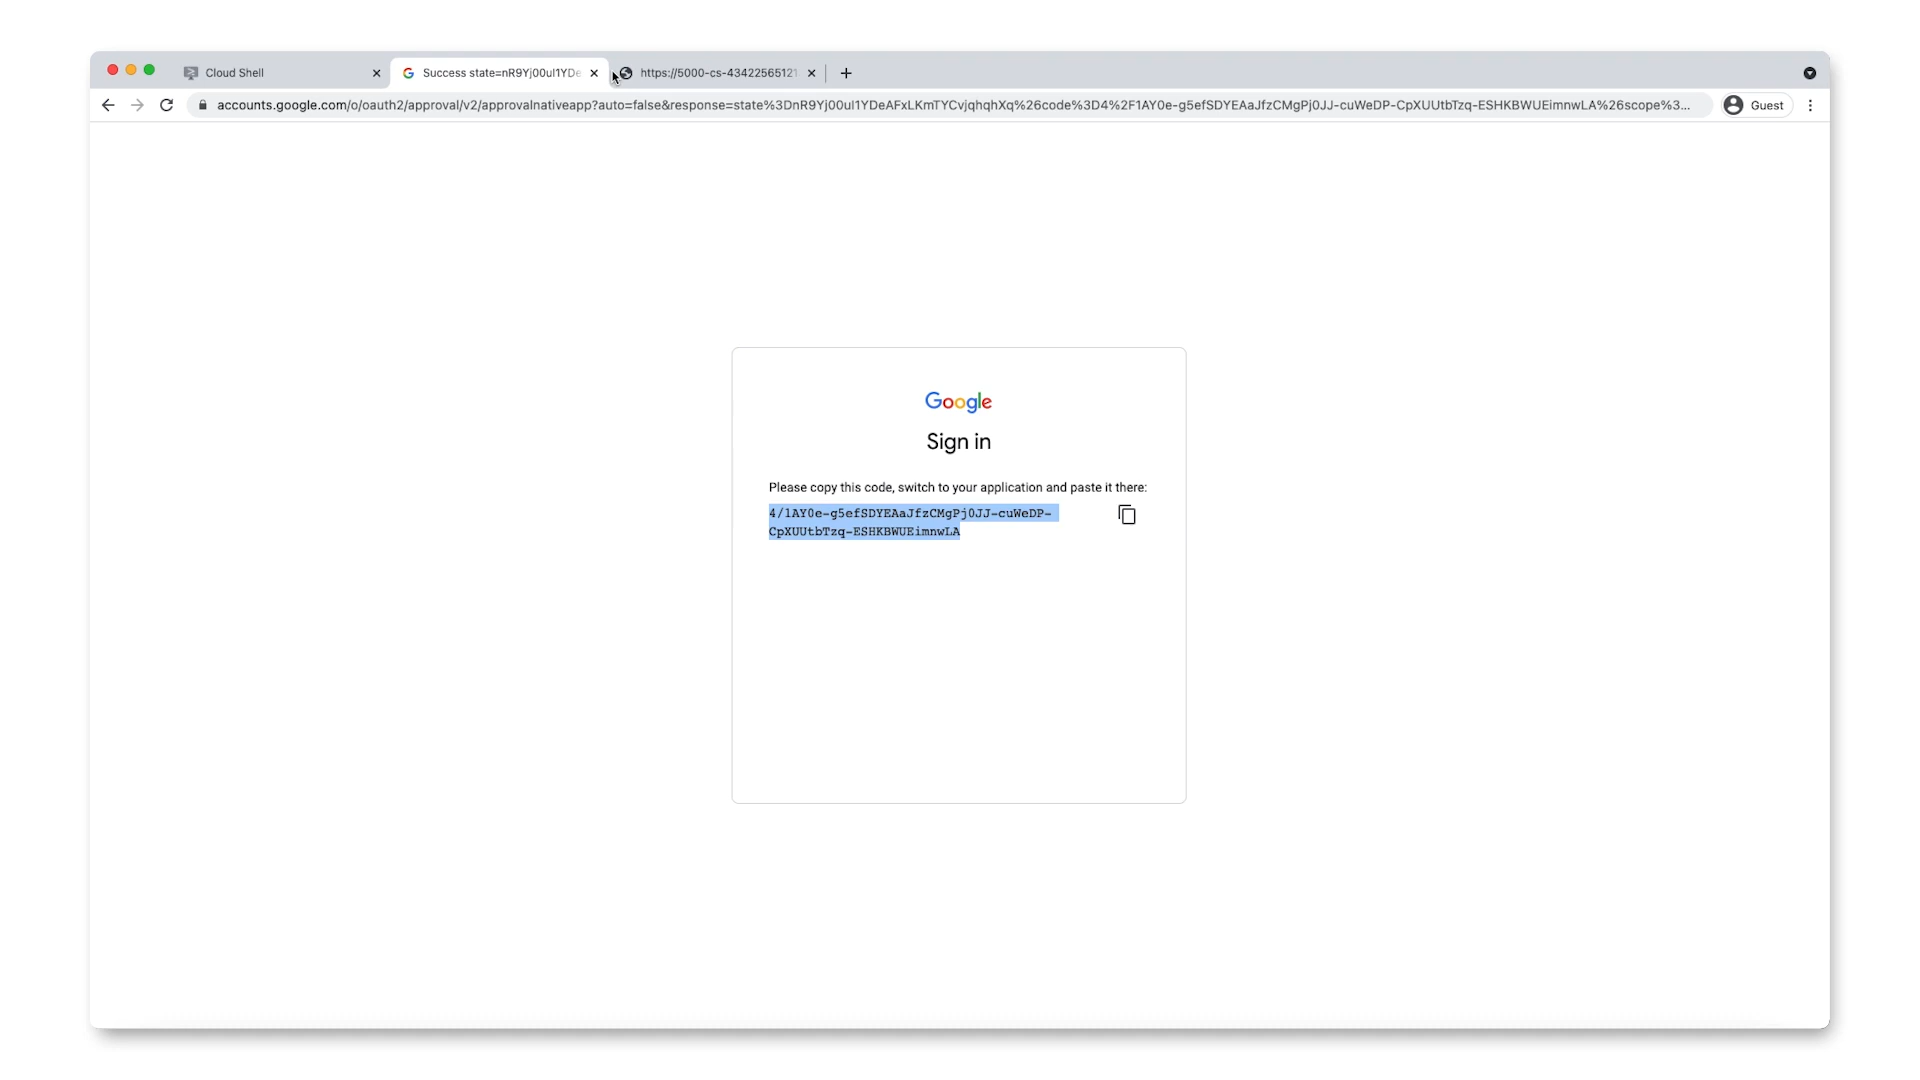 Cloud Shell
Success state=nR9Yj00ul1YDe
https://5000-cs-43422565121
accounts.google.com/o/oauth2/approval/v2/approvalnativeapp?auto=false&response=state%3DnR9Yj00ul1YDeAFxLKmTYCvjqhqhXq%26code%3D4%2F1AY0e-g5efSDYEAaJfzCMgPj0JJ-cuWeDP-CpXUUtbTzq-ESHKBWUEimnwLA%26scope%3...
Guest
Google
Sign in
Please copy this code, switch to your application and paste it there:
4/1AY0e-g5efSDYEAaJfzCMgPj0JJ-cuWeDP-
CpXUUtbTzq-ESHKBWUEimnwLA